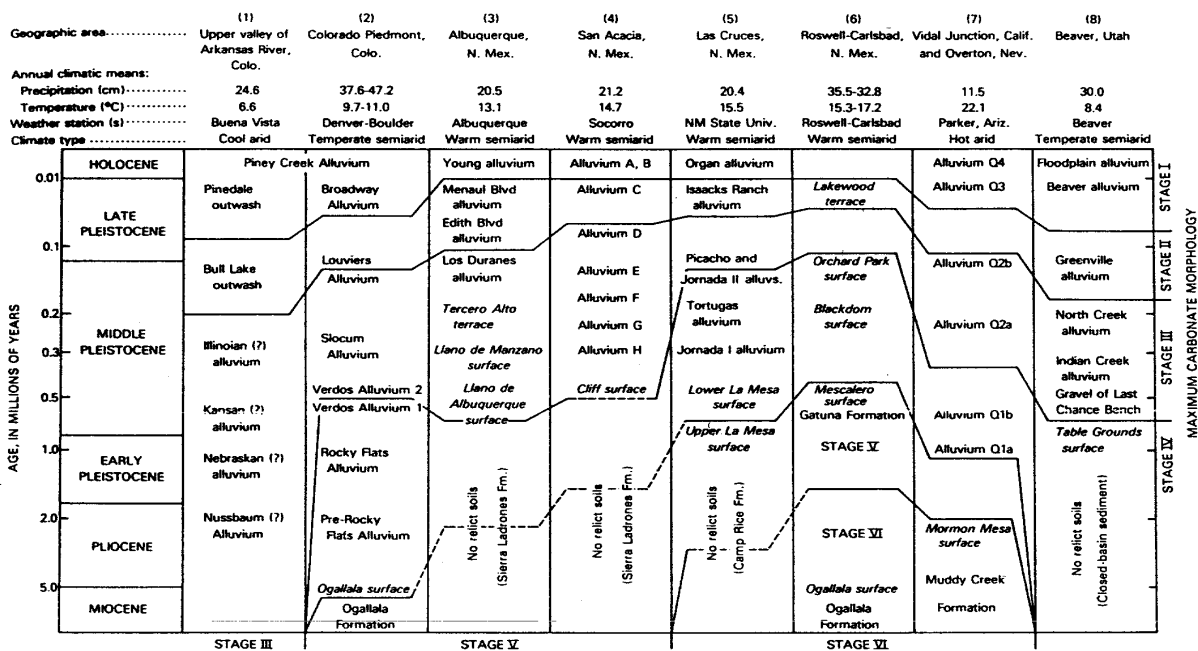 (1) (2) (3) (4) (5) (6) (7) (8)
Geographic area Upper valley of Colorado Piedmont, Albuquerque, San Acacia, Las Cruces, Roswell-Carlsbad, Vidal Junction, Calif. Beaver, Utah
Arkansas River, Colo. N. Mex. N. Mex. N. Mex. N. Mex. and Overton, Nev.
Colo.
Annual climatic means:
Precipitation (cm) 24.6 37.6-47.2 20.5 21.2 20.4 35.5-32.8 11.5 30.0
Temperature (°C) 6.6 9.7-11.0 13.1 14.7 15.5 15.3-17.2 22.1 8.4
Weather station (s) Buena Vista Denver-Boulder Albuquerque Socorro NM State Univ. Roswell-Carlsbad Parker, Ariz. Beaver
Climate type Cool arid Temperate semiarid Warm semiarid Warm semiarid Warm semiarid Warm semiarid Hot arid Temperate semiarid
AGE, IN MILLIONS OF YEARS
0.01
0.1
0.2
0.3
0.5
1.0
2.0
5.0
HOLOCENE
LATE
PLEISTOCENE
MIDDLE
PLEISTOCENE
EARLY
PLEISTOCENE
PLIOCENE
MIOCENE
Piney Creek Alluvium
Pinedale
outwash
Bull Lake
outwash
Illinoian (?)
alluvium
Kansan (?)
alluvium
Nebraskan (?)
alluvium
Nussbaum (?)
Alluvium
Broadway
Alluvium
Louviers
Alluvium
Slocum
Alluvium
Verdos Alluvium 2
Verdos Alluvium 1
Rocky Flats
Alluvium
Pre-Rocky
Flats Alluvium
Ogallala surface
Ogallala
Formation
Young alluvium
Menaul Blvd
alluvium
Edith Blvd
alluvium
Los Duranes
alluvium
Tercero Alto
terrace
Llano de Manzano
surface
Llano de
Albuquerque
surface
No relict soils
(Sierra Ladrones Fm.)
Alluvium A, B
Alluvium C
Alluvium D
Alluvium E
Alluvium F
Alluvium G
Alluvium H
Cliff surface
No relict soils
(Sierra Ladrones Fm.)
Organ alluvium
Isaacks Ranch
alluvium
Picacho and
Jornada II alluvs.
Tortugas
alluvium
Jornada I alluvium
Lower La Mesa
surface
Upper La Mesa
surface
No relict soils
(Camp Rice Fm.)
Lakewood
terrace
Orchard Park
surface
Blackdom
surface
Mescalero
surface
Gatuna Formation
STAGE V
STAGE VI
Ogallala surface
Ogallala
Formation
Alluvium Q4
Alluvium Q3
Alluvium Q2b
Alluvium Q2a
Alluvium Q1b
Alluvium Q1a
Mormon Mesa
surface
Muddy Creek
Formation
Floodplain alluvium
Beaver alluvium
Greenville
alluvium
North Creek
alluvium
Indian Creek
alluvium
Gravel of Last
Chance Bench
Table Grounds
surface
No relict soils
(Closed-basin sediment)
STAGE I
STAGE II
STAGE III
STAGE IV
MAXIMUM CARBONATE MORPHOLOGY
STAGE III STAGE V STAGE VI